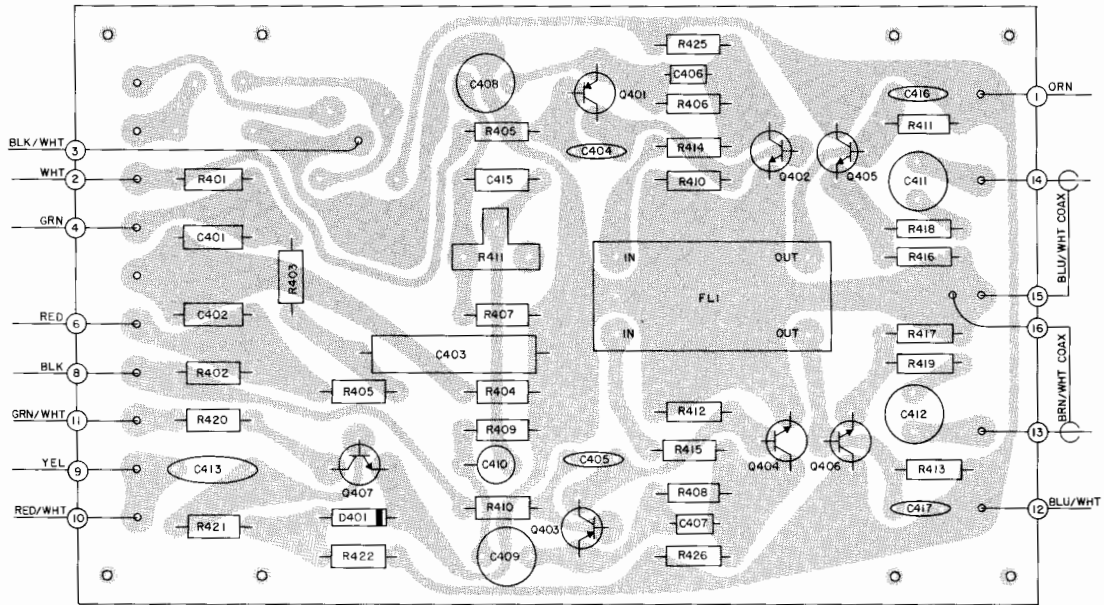 R425
C406
C408
Q401
R406
C416
1 ORN
R411
R405
R414
C404
BLK/WHT 3
Q402
Q405
WHT 2
R401
C415
R410
C411
14
GRN 4
C401
R418
BLU/WHT COAX
R411
R403
IN OUT
R416
FL1
15
C402
R407
RED 6
16
IN OUT
R417
C403
R419
BRN/WHT COAX
BLK 8
R402
R405
R404
R412
C412
GRN/WHT 11
R420
R409
13
R415
Q404
Q406
YEL 9
C413
C410
C405
R413
Q407
R408
RED/WHT 10
D401
R410
C417
12 BLU/WHT
R421
Q403
C407
R422
C409
R426